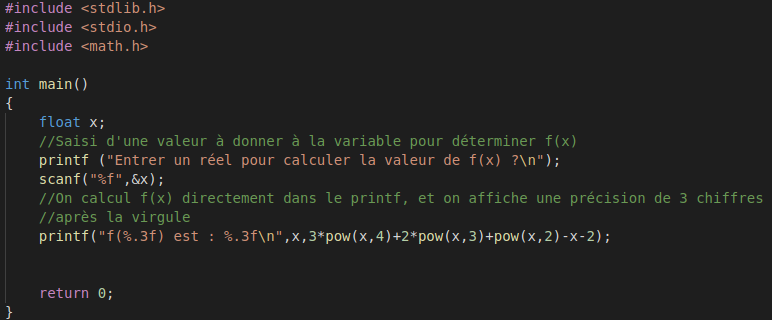 #include <stdlib.h>
#include <stdio.h>
#include <math.h>
int main()
{
float x;
//Saisi d'une valeur à donner à la variable pour déterminer f(x)
printf ("Entrer un réel pour calculer la valeur de f(x) ?\n");
scanf("%f",&x);
//On calcul f(x) directement dans le printf, et on affiche une précision de 3 chiffres
//après la virgule
printf("f(%.3f) est : %.3f\n",x,3*pow(x,4)+2*pow(x,3)+pow(x,2)-x-2);
return 0;
}